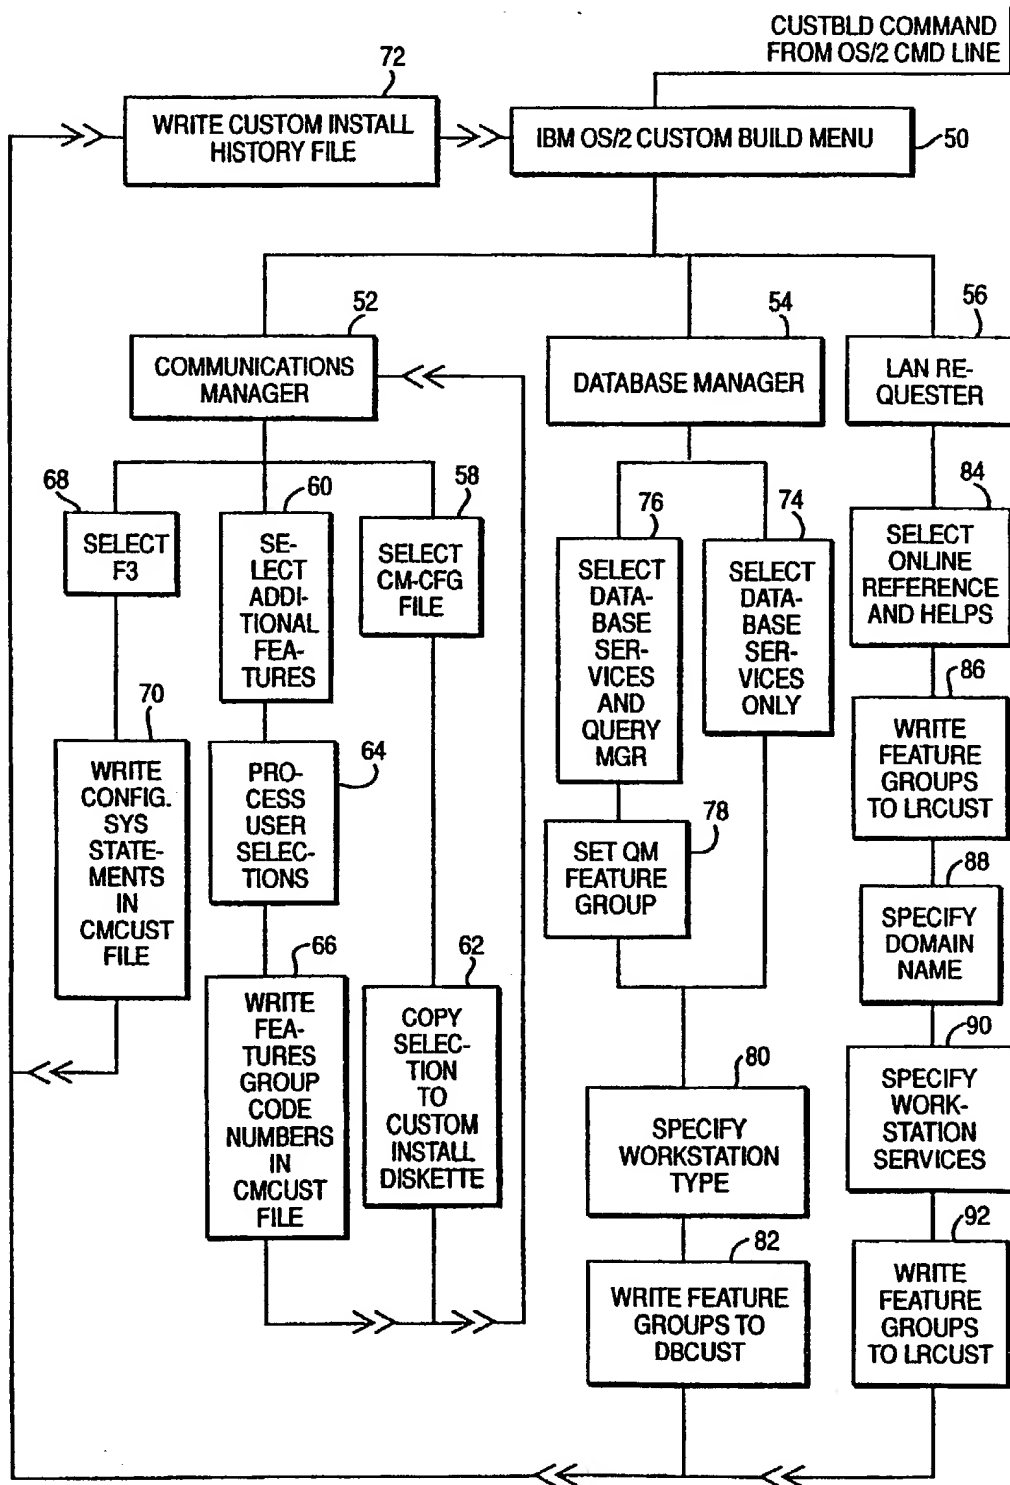 CUSTBLD COMMAND
FROM OS/2 CMD LINE
72
WRITE CUSTOM INSTALL
HISTORY FILE
IBM OS/2 CUSTOM BUILD MENU
50
52
COMMUNICATIONS
MANAGER
54
DATABASE MANAGER
56
LAN RE-
QUESTER
68
SELECT
F3
60
SE-
LECT
ADDI-
TIONAL
FEA-
TURES
58
SELECT
CM-CFG
FILE
76
SELECT
DATA-
BASE
SER-
VICES
AND
QUERY
MGR
74
SELECT
DATA-
BASE
SER-
VICES
ONLY
84
SELECT
ONLINE
REFERENCE
AND HELPS
70
WRITE
CONFIG.
SYS
STATE-
MENTS
IN
CMCUST
FILE
64
PRO-
CESS
USER
SELEC-
TIONS
78
SET QM
FEATURE
GROUP
86
WRITE
FEATURE
GROUPS
TO LRCUST
88
SPECIFY
DOMAIN
NAME
66
WRITE
FEA-
TURES
GROUP
CODE
NUMBERS
IN
CMCUST
FILE
62
COPY
SELEC-
TION
TO
CUSTOM
INSTALL
DISKETTE
80
SPECIFY
WORKSTATION
TYPE
90
SPECIFY
WORK-
STATION
SERVICES
82
WRITE FEATURE
GROUPS TO
DBCUST
92
WRITE
FEATURE
GROUPS
TO LRCUST